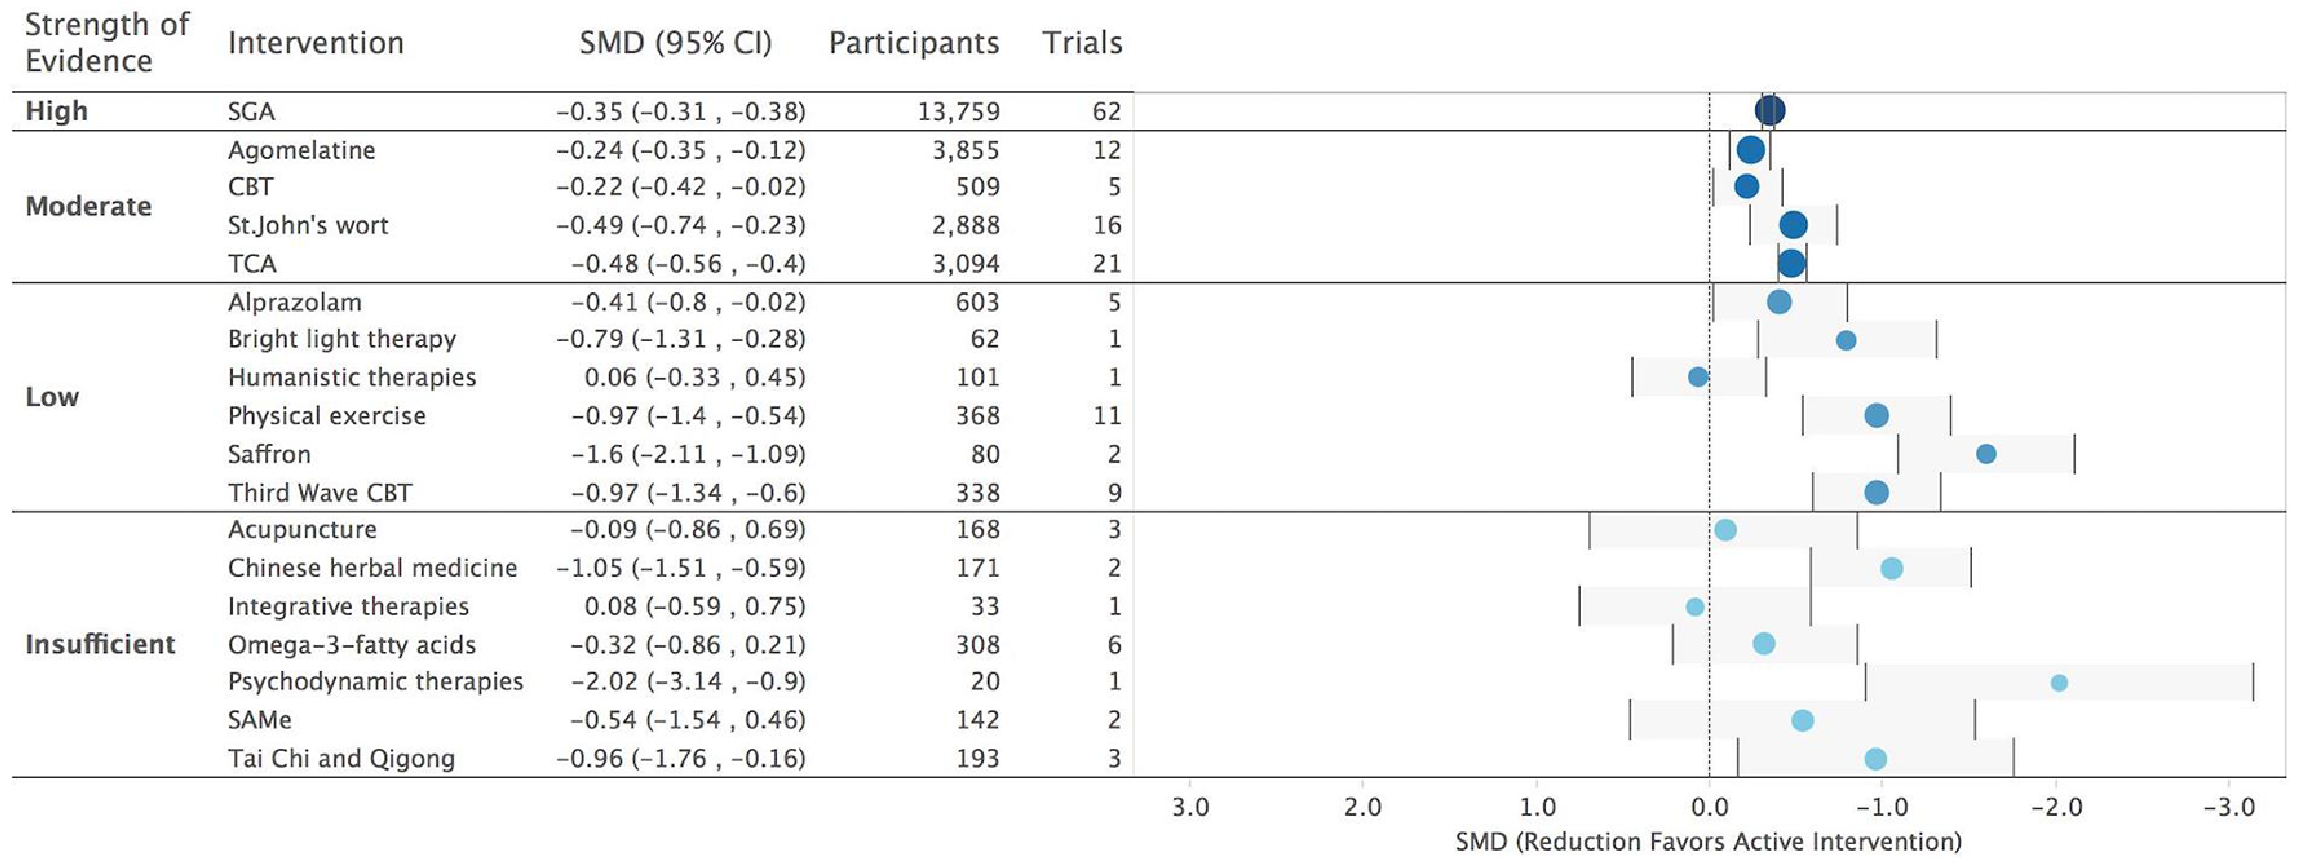 Strength of Evidence Intervention SMD (95% CI) Participants Trials
High SGA −0.35 (−0.31 , −0.38) 13,759 62
Moderate
Agomelatine −0.24 (−0.35 , −0.12) 3,855 12
CBT −0.22 (−0.42 , −0.02) 509 5
St.John's wort −0.49 (−0.74 , −0.23) 2,888 16
TCA −0.48 (−0.56 , −0.4) 3,094 21
Low
Alprazolam −0.41 (−0.8 , −0.02) 603 5
Bright light therapy −0.79 (−1.31 , −0.28) 62 1
Humanistic therapies 0.06 (−0.33 , 0.45) 101 1
Physical exercise −0.97 (−1.4 , −0.54) 368 11
Saffron −1.6 (−2.11 , −1.09) 80 2
Third Wave CBT −0.97 (−1.34 , −0.6) 338 9
Insufficient
Acupuncture −0.09 (−0.86 , 0.69) 168 3
Chinese herbal medicine −1.05 (−1.51 , −0.59) 171 2
Integrative therapies 0.08 (−0.59 , 0.75) 33 1
Omega−3−fatty acids −0.32 (−0.86 , 0.21) 308 6
Psychodynamic therapies −2.02 (−3.14 , −0.9) 20 1
SAMe −0.54 (−1.54 , 0.46) 142 2
Tai Chi and Qigong −0.96 (−1.76 , −0.16) 193 3
3.0 2.0 1.0 0.0 −1.0 −2.0 −3.0
SMD (Reduction Favors Active Intervention)